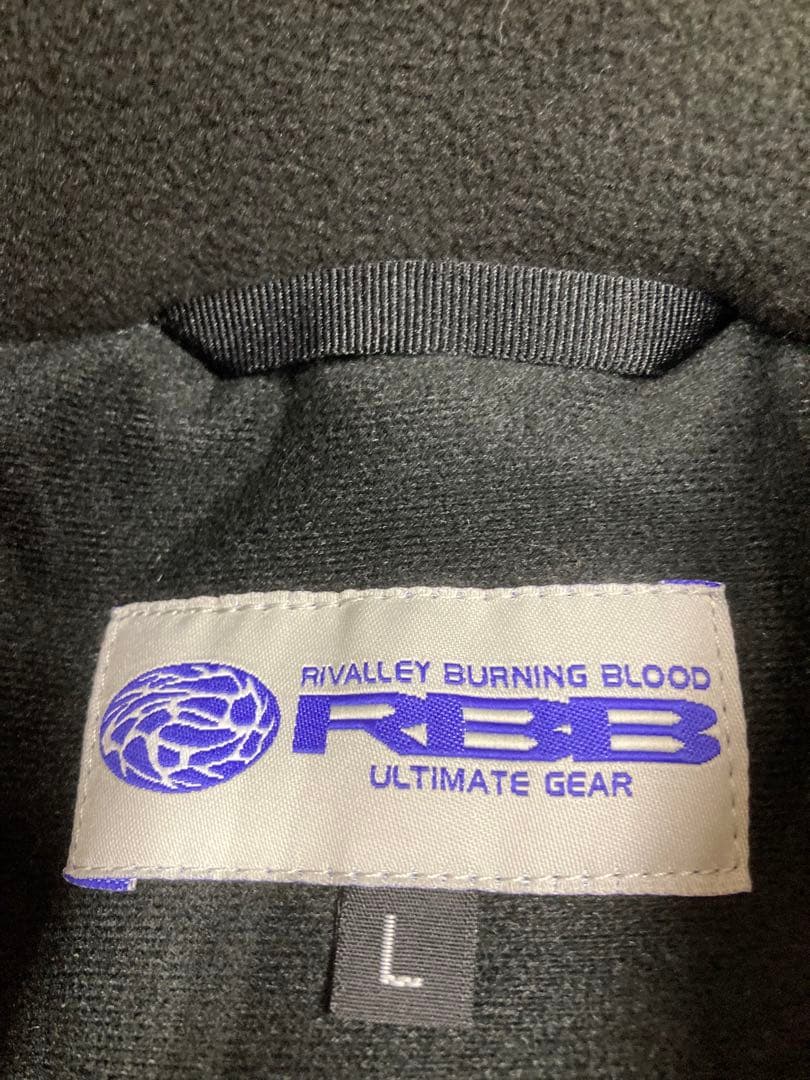 RIVALLEY BURNING BLOOD
RBB
ULTIMATE GEAR
L